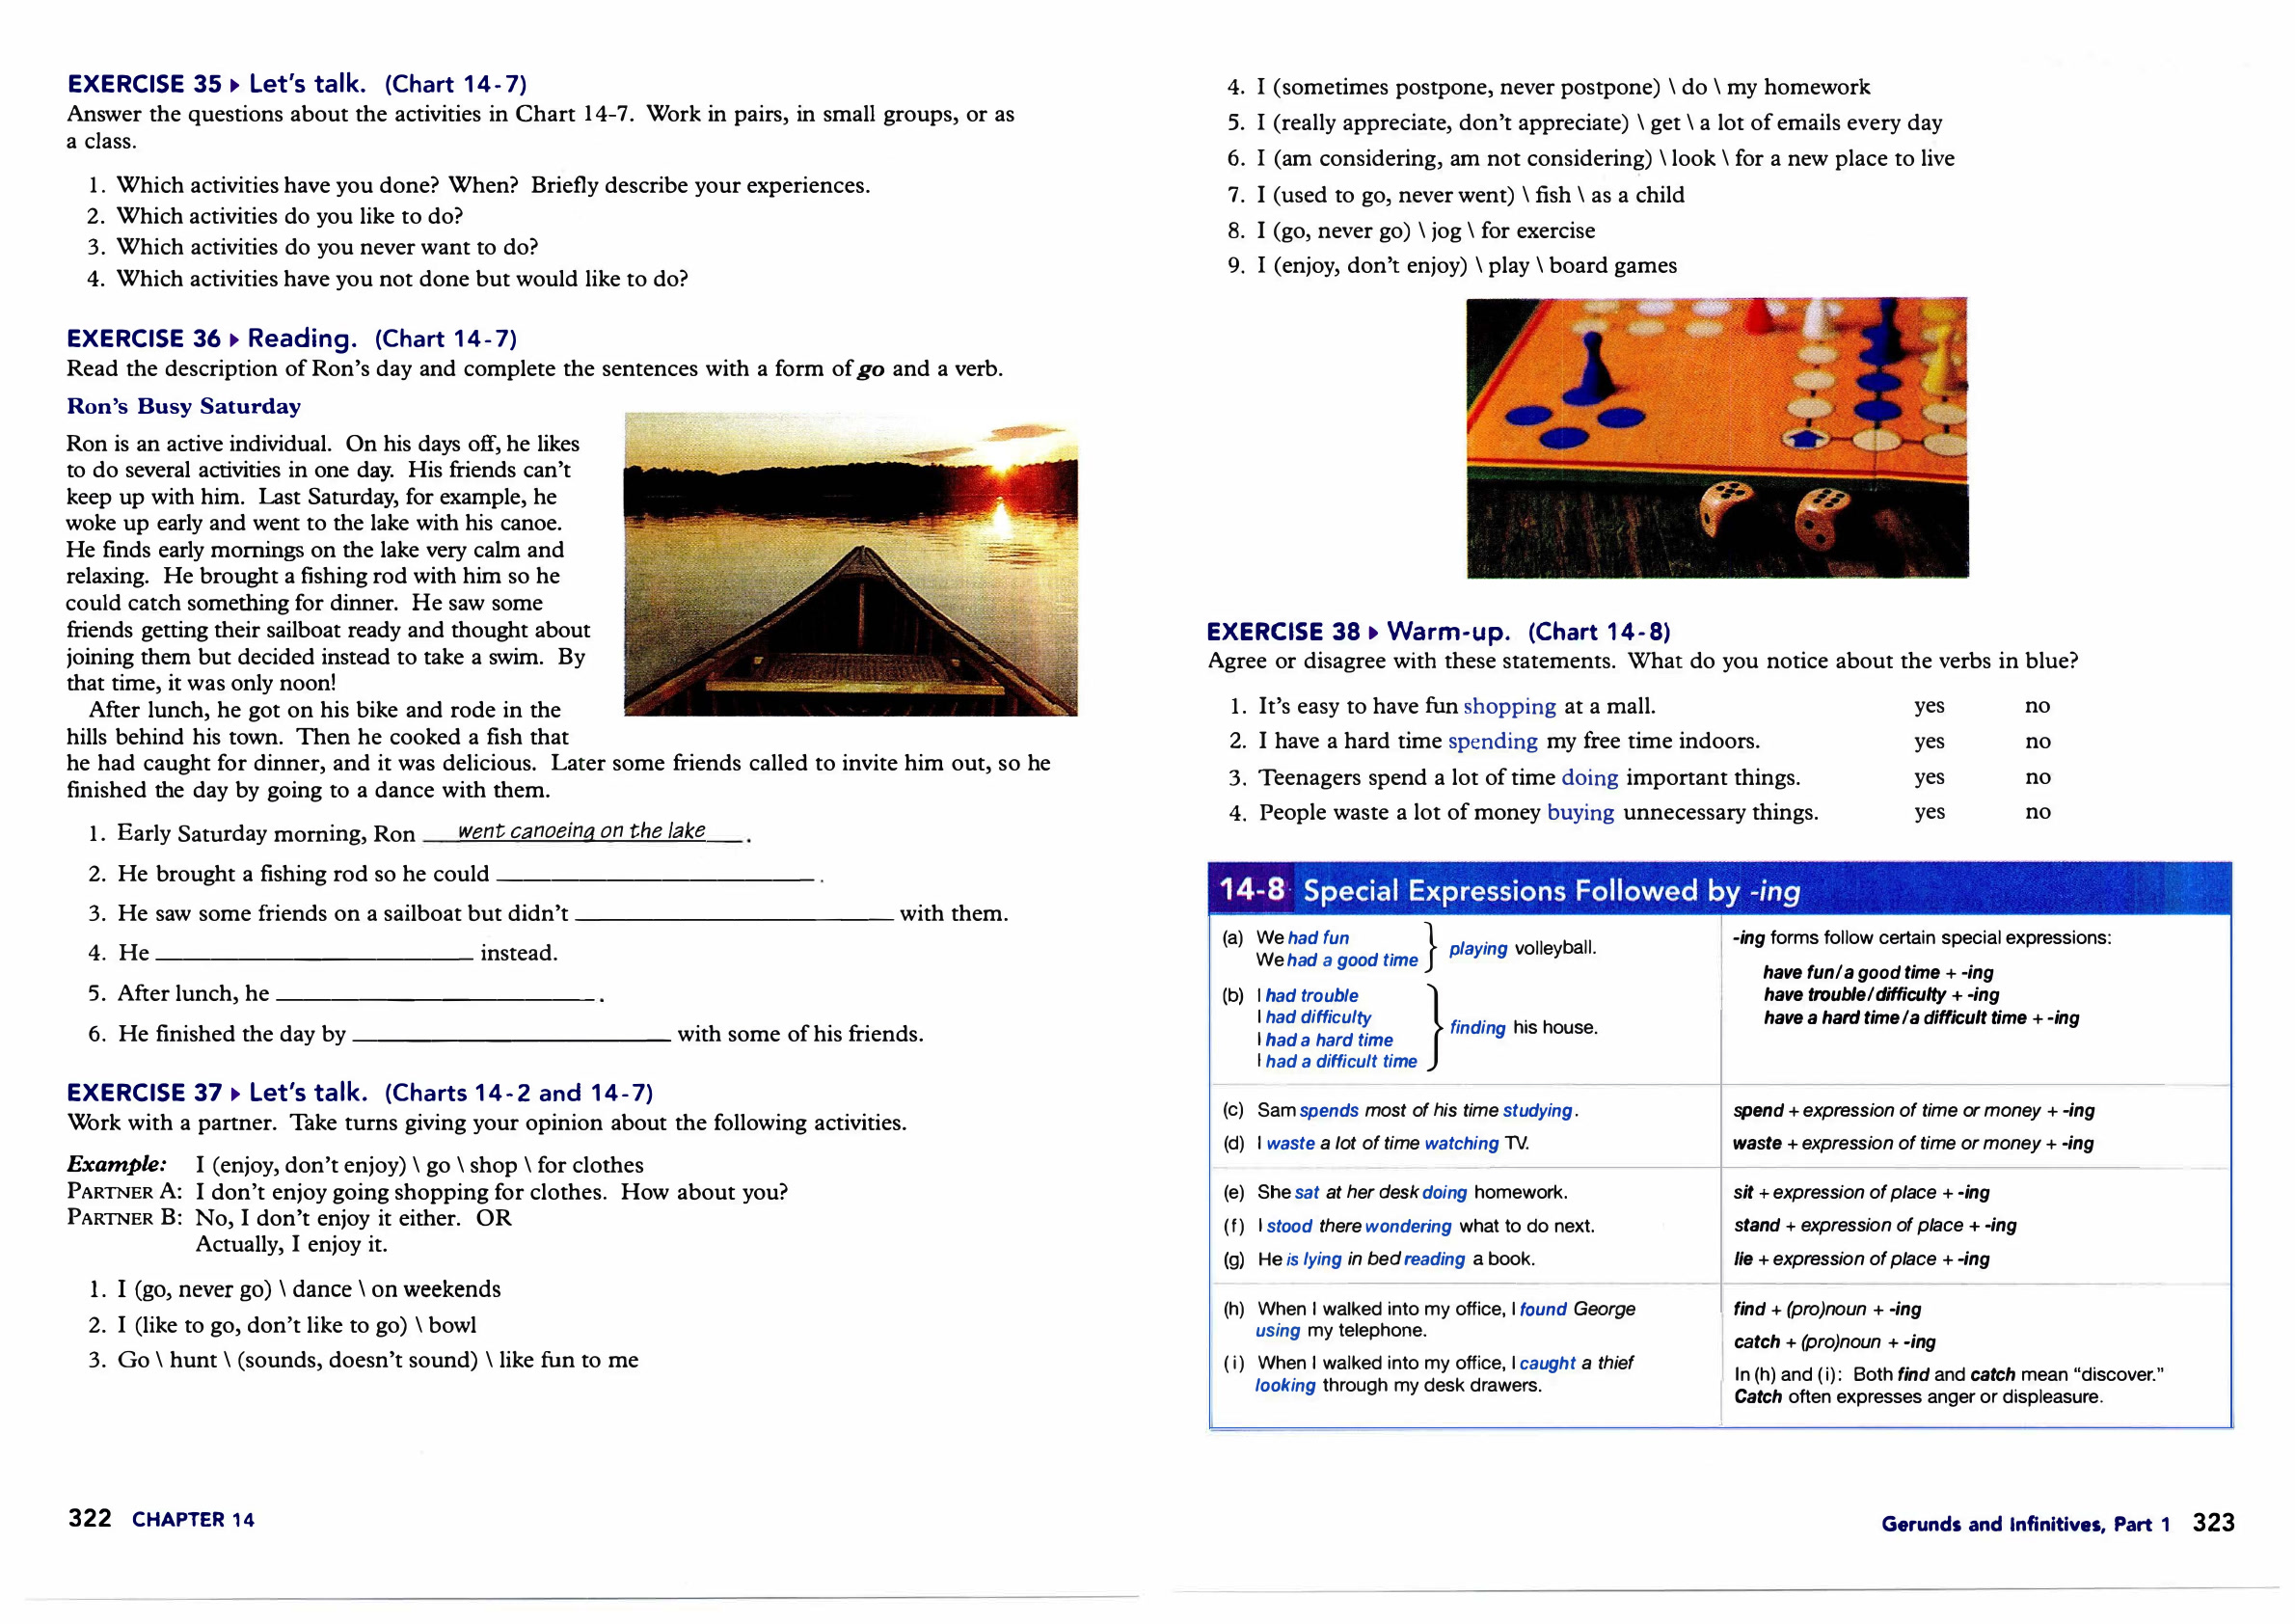 EXERCISE 35 ▸ Let's talk. (Chart 14-7)
Answer the questions about the activities in Chart 14-7. Work in pairs, in small groups, or as
a class.
1. Which activities have you done? When? Briefly describe your experiences.
2. Which activities do you like to do?
3. Which activities do you never want to do?
4. Which activities have you not done but would like to do?
EXERCISE 36 ▸ Reading. (Chart 14-7)
Read the description of Ron's day and complete the sentences with a form of go and a verb.
Ron's Busy Saturday
Ron is an active individual. On his days off, he likes
to do several activities in one day. His friends can't
keep up with him. Last Saturday, for example, he
woke up early and went to the lake with his canoe.
He finds early mornings on the lake very calm and
relaxing. He brought a fishing rod with him so he
could catch something for dinner. He saw some
friends getting their sailboat ready and thought about
joining them but decided instead to take a swim. By
that time, it was only noon!
After lunch, he got on his bike and rode in the
hills behind his town. Then he cooked a fish that
he had caught for dinner, and it was delicious. Later some friends called to invite him out, so he
finished the day by going to a dance with them.
1. Early Saturday morning, Ron went canoeing on the lake .
2. He brought a fishing rod so he could ____________ .
3. He saw some friends on a sailboat but didn't ____________ with them.
4. He ____________ instead.
5. After lunch, he ____________ .
6. He finished the day by ____________ with some of his friends.
EXERCISE 37 ▸ Let's talk. (Charts 14-2 and 14-7)
Work with a partner. Take turns giving your opinion about the following activities.
Example: I (enjoy, don't enjoy) \ go \ shop \ for clothes
PARTNER A: I don't enjoy going shopping for clothes. How about you?
PARTNER B: No, I don't enjoy it either. OR
Actually, I enjoy it.
1. I (go, never go) \ dance \ on weekends
2. I (like to go, don't like to go) \ bowl
3. Go \ hunt \ (sounds, doesn't sound) \ like fun to me
322 CHAPTER 14
4. I (sometimes postpone, never postpone) \ do \ my homework
5. I (really appreciate, don't appreciate) \ get \ a lot of emails every day
6. I (am considering, am not considering) \ look \ for a new place to live
7. I (used to go, never went) \ fish \ as a child
8. I (go, never go) \ jog \ for exercise
9. I (enjoy, don't enjoy) \ play \ board games
EXERCISE 38 ▸ Warm-up. (Chart 14-8)
Agree or disagree with these statements. What do you notice about the verbs in blue?
1. It's easy to have fun shopping at a mall. yes no
2. I have a hard time spending my free time indoors. yes no
3. Teenagers spend a lot of time doing important things. yes no
4. People waste a lot of money buying unnecessary things. yes no
14-8 Special Expressions Followed by -ing
(a) We had fun
We had a good time } playing volleyball.
(b) I had trouble
I had difficulty
I had a hard time
I had a difficult time } finding his house.
-ing forms follow certain special expressions:
have fun/a good time + -ing
have trouble/difficulty + -ing
have a hard time/a difficult time + -ing
(c) Sam spends most of his time studying.
(d) I waste a lot of time watching TV.
spend + expression of time or money + -ing
waste + expression of time or money + -ing
(e) She sat at her desk doing homework.
(f) I stood there wondering what to do next.
(g) He is lying in bed reading a book.
sit + expression of place + -ing
stand + expression of place + -ing
lie + expression of place + -ing
(h) When I walked into my office, I found George
using my telephone.
(i) When I walked into my office, I caught a thief
looking through my desk drawers.
find + (pro)noun + -ing
catch + (pro)noun + -ing
In (h) and (i): Both find and catch mean "discover."
Catch often expresses anger or displeasure.
Gerunds and Infinitives, Part 1 323